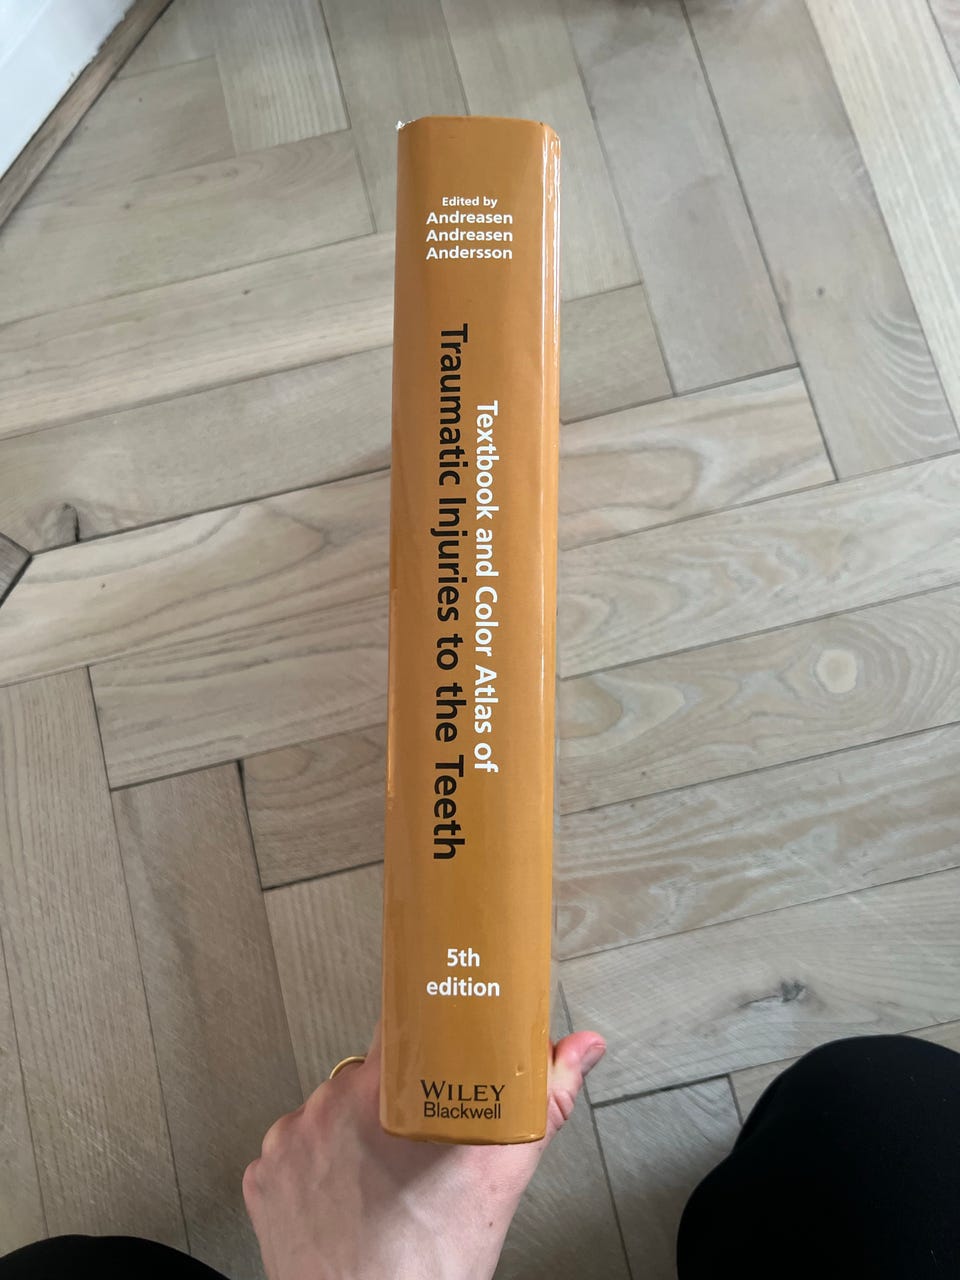 Edited by
Andreasen
Andreasen
Andersson
Textbook and Color Atlas of
Traumatic Injuries to the Teeth
5th
edition
WILEY
Blackwell